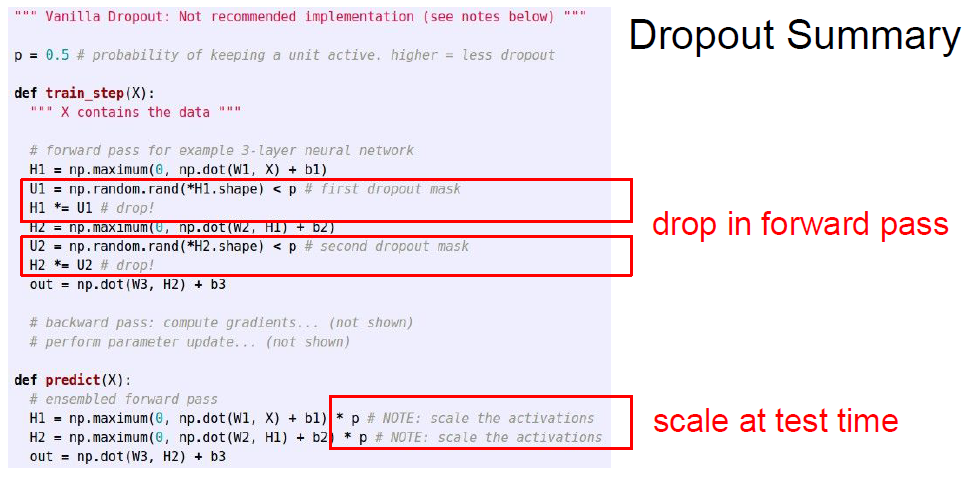 """ Vanilla Dropout: Not recommended implementation (see notes below) """
Dropout Summary
p = 0.5 # probability of keeping a unit active. higher = less dropout
def train_step(X):
""" X contains the data """
# forward pass for example 3-layer neural network
H1 = np.maximum(0, np.dot(W1, X) + b1)
U1 = np.random.rand(*H1.shape) < p # first dropout mask
H1 *= U1 # drop!
drop in forward pass
H2 = np.maximum(0, np.dot(W2, H1) + b2)
U2 = np.random.rand(*H2.shape) < p # second dropout mask
H2 *= U2 # drop!
out = np.dot(W3, H2) + b3
# backward pass: compute gradients... (not shown)
# perform parameter update... (not shown)
def predict(X):
# ensembled forward pass
H1 = np.maximum(0, np.dot(W1, X) + b1) * p # NOTE: scale the activations
scale at test time
H2 = np.maximum(0, np.dot(W2, H1) + b2) * p # NOTE: scale the activations
out = np.dot(W3, H2) + b3